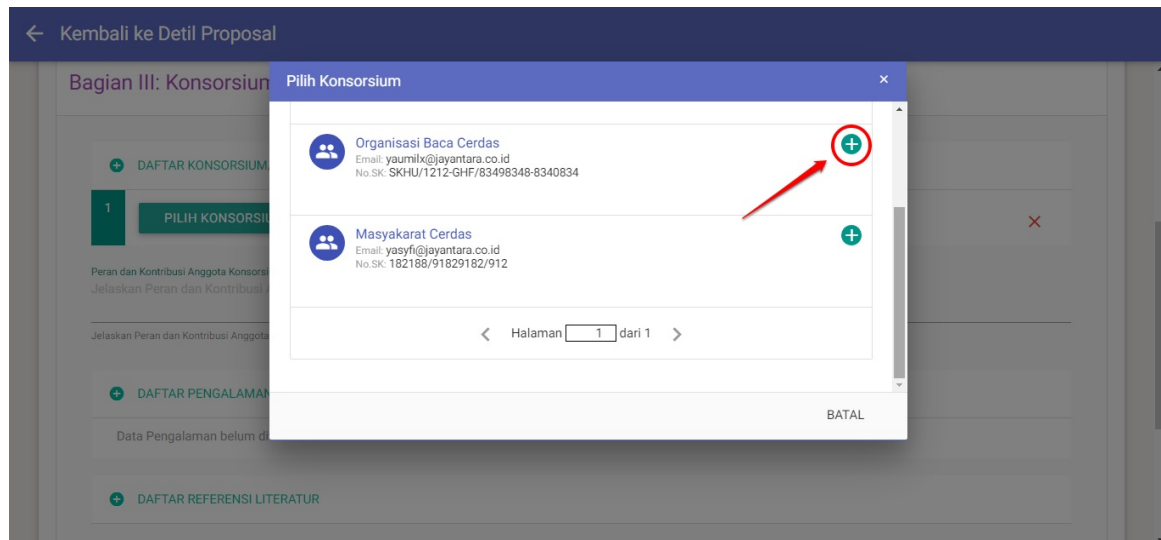 Kembali ke Detil Proposal
Bagian III: Konsorsium
Pilih Konsorsium
×
Organisasi Baca Cerdas
Email: yaumilx@jayantara.co.id
No.SK: SKHU/1212-GHF/83498348-8340834
DAFTAR KONSORSIUM
1
PILIH KONSORSIU
Masyakarat Cerdas
Email: yasyfi@jayantara.co.id
No.SK: 182188/91829182/912
Peran dan Kontribusi Anggota Konsorsi
Jelaskan Peran dan Kontribusi
Halaman 1 dari 1
Jelaskan Peran dan Kontribusi Anggota
DAFTAR PENGALAMAN
BATAL
Data Pengalaman belum di
DAFTAR REFERENSI LITERATUR